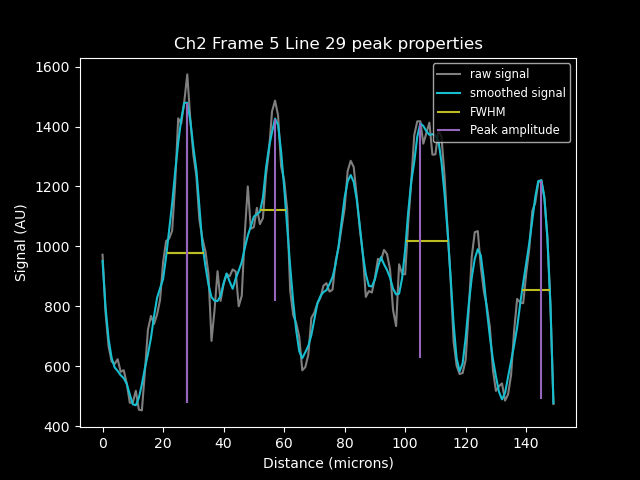 Ch2 Frame 5 Line 29 peak properties
raw signal
smoothed signal
FWHM
Peak amplitude
Signal (AU)
1600
1400
1200
1000
800
600
400
0 20 40 60 80 100 120 140
Distance (microns)